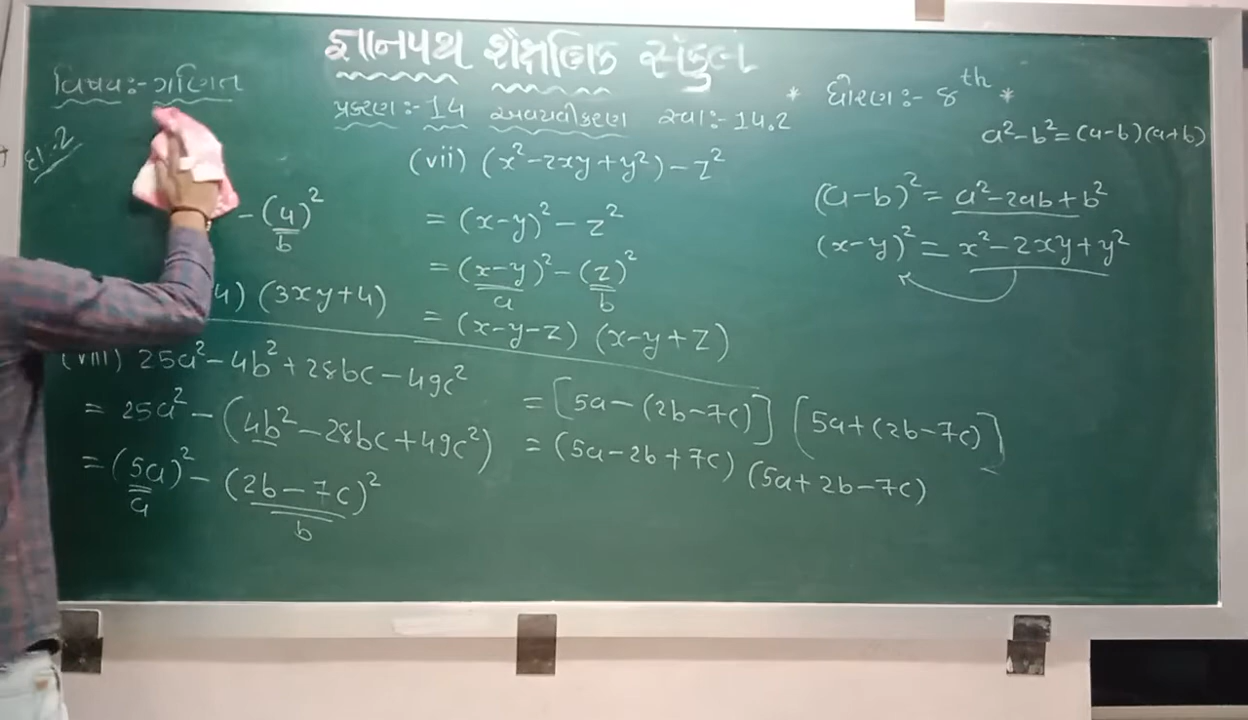 જ્ઞાનપથ શૈક્ષણિક સંકુલ
વિષય:- ગણિત
* ધોરણ:- 8th *
પ્રકરણ:- 14 અવયવીકરણ સ્વા:- 14.2
દા.2
a²-b²=(a-b)(a+b)
(vii) (x²-2xy+y²)-z²
= (x-y)²-z²
= (x-y)²-(z)²
a b
= (x-y-z) (x-y+z)
(a-b)²= a²-2ab+b²
(x-y)²= x²-2xy+y²
-(4)²
b
4) (3xy+4)
(viii) 25a²-4b²+28bc-49c²
= 25a²-(4b²-28bc+49c²)
= (5a)²-(2b-7c)²
a b
= [5a-(2b-7c)] [5a+(2b-7c)]
= (5a-2b+7c) (5a+2b-7c)